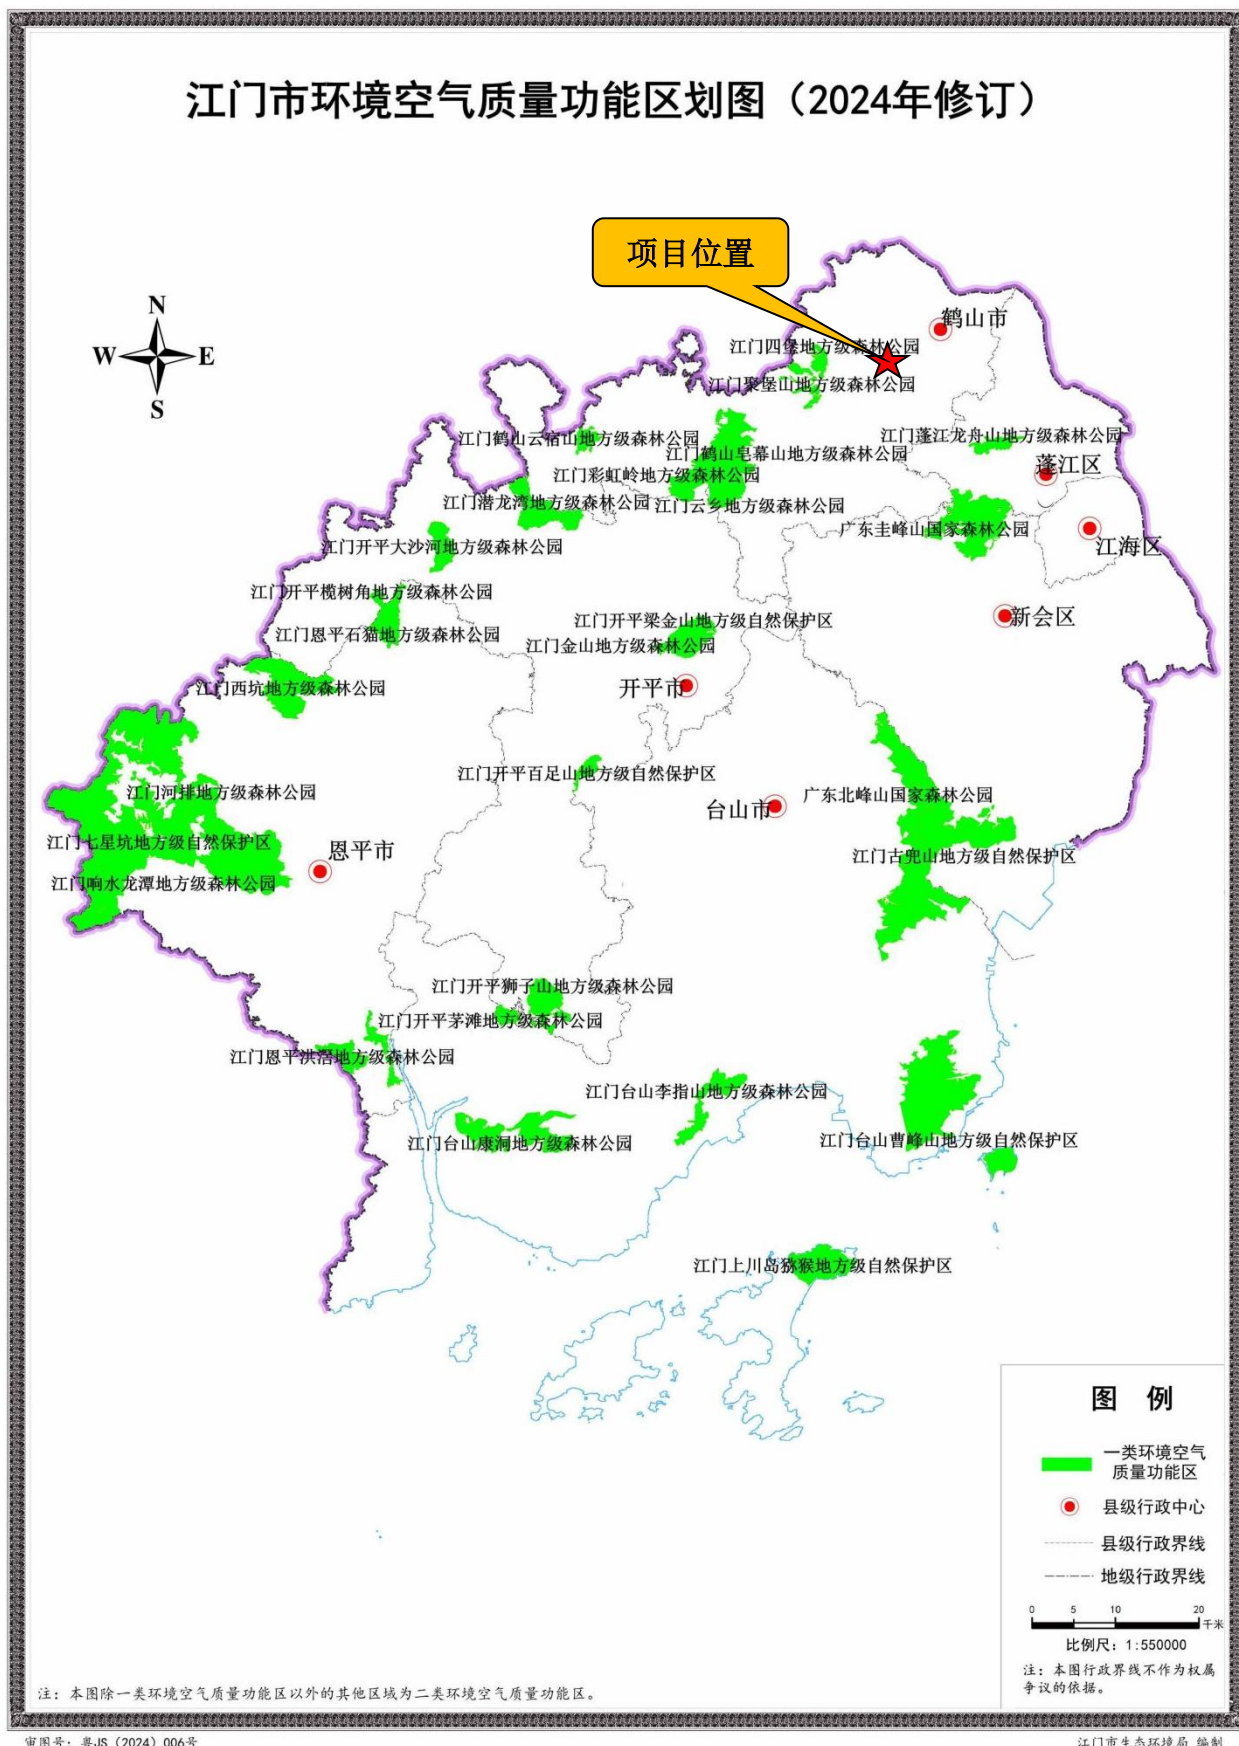 江门市环境空气质量功能区划图（2024年修订）
项目位置
N
W
E
S
鹤山市
江门四堡地方级森林公园
江门聚堡山地方级森林公园
江门鹤山云宿山地方级森林公园
江门蓬江龙舟山地方级森林公园
江门鹤山皂幕山地方级森林公园
蓬江区
江门彩虹岭地方级森林公园
江门潜龙湾地方级森林公园
江门云乡地方级森林公园
广东圭峰山国家森林公园
江门开平大沙河地方级森林公园
江海区
江门开平榄树角地方级森林公园
江门开平梁金山地方级自然保护区
新会区
江门恩平石猫地方级森林公园
江门金山地方级森林公园
江门西坑地方级森林公园
开平市
江门开平百足山地方级自然保护区
江门河排地方级森林公园
广东北峰山国家森林公园
台山市
江门七星坑地方级自然保护区
恩平市
江门古兜山地方级自然保护区
江门响水龙潭地方级森林公园
江门开平狮子山地方级森林公园
江门开平茅滩地方级森林公园
江门恩平洪滘地方级森林公园
江门台山李指山地方级森林公园
江门台山康洞地方级森林公园
江门台山曹峰山地方级自然保护区
江门上川岛猕猴地方级自然保护区
图 例
一类环境空气
质量功能区
县级行政中心
县级行政界线
地级行政界线
0 5 10 20
千米
比例尺：1:550000
注：本图行政界线不作为权属
争议的依据。
注：本图除一类环境空气质量功能区以外的其他区域为二类环境空气质量功能区。
审图号：粤JS（2024）006号
江门市生态环境局 编制